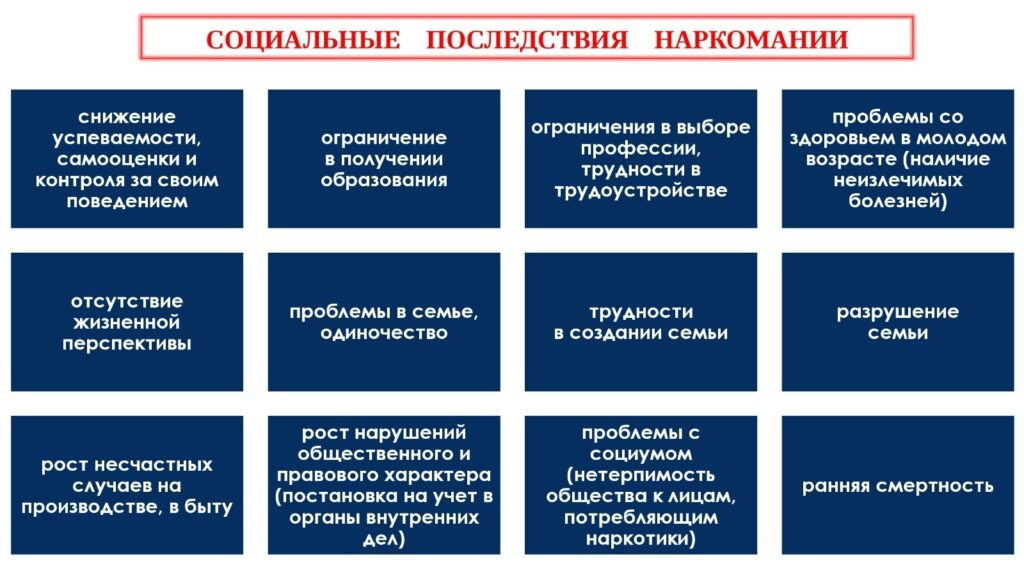 СОЦИАЛЬНЫЕ ПОСЛЕДСТВИЯ НАРКОМАНИИ
снижение
успеваемости,
самооценки и
контроля за своим
поведением
ограничение
в получении
образования
ограничения в выборе
профессии,
трудности в
трудоустройстве
проблемы со
здоровьем в молодом
возрасте (наличие
неизлечимых
болезней)
отсутствие
жизненной
перспективы
проблемы в семье,
одиночество
трудности
в создании семьи
разрушение
семьи
рост несчастных
случаев на
производстве, в быту
рост нарушений
общественного и
правового характера
(постановка на учет в
органы внутренних
дел)
проблемы с
социумом
(нетерпимость
общества к лицам,
потребляющим
наркотики)
ранняя смертность